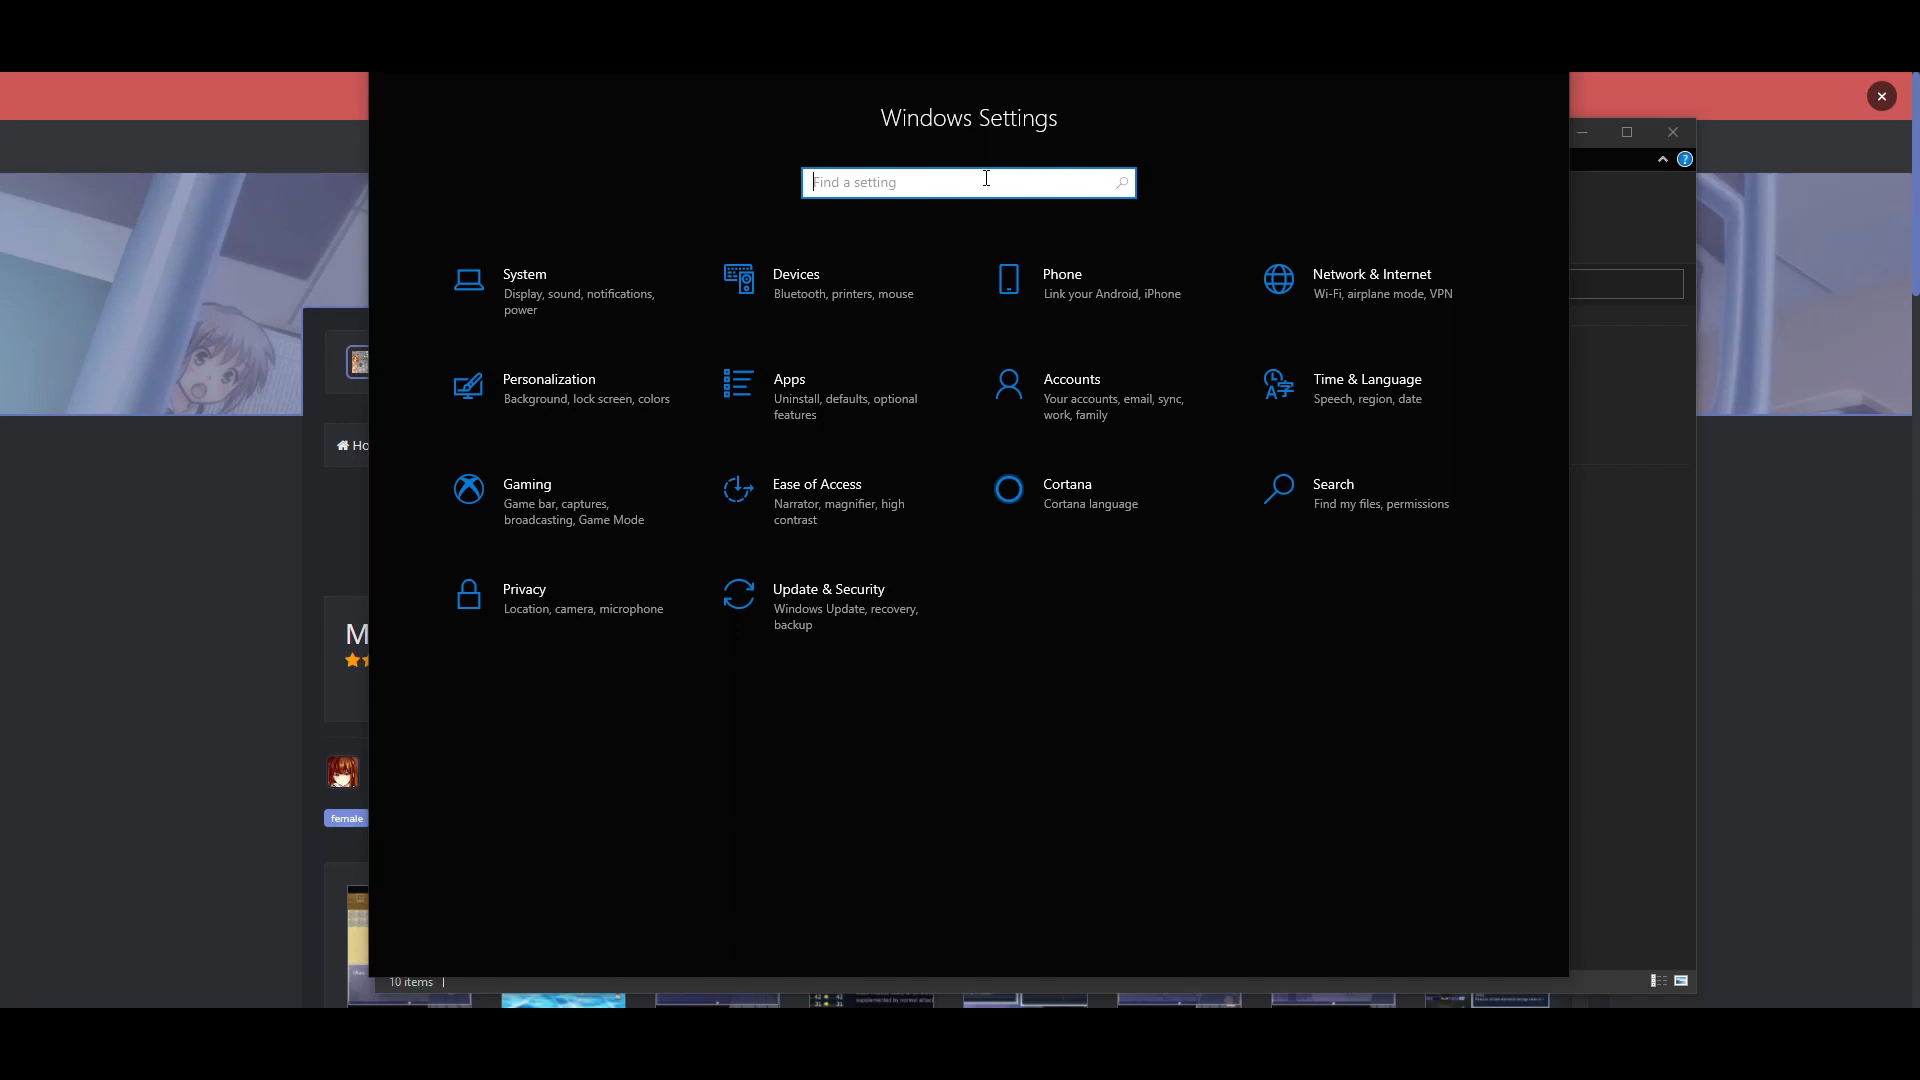 Windows Settings
Find a setting
System
Display, sound, notifications,
power
Devices
Bluetooth, printers, mouse
Phone
Link your Android, iPhone
Network & Internet
Wi-Fi, airplane mode, VPN
Personalization
Background, lock screen, colors
Apps
Uninstall, defaults, optional
features
Accounts
Your accounts, email, sync,
work, family
Time & Language
Speech, region, date
Gaming
Game bar, captures,
broadcasting, Game Mode
Ease of Access
Narrator, magnifier, high
contrast
Cortana
Cortana language
Search
Find my files, permissions
Privacy
Location, camera, microphone
Update & Security
Windows Update, recovery,
backup
Ho
M
female
10 items
supplemented by normal attac